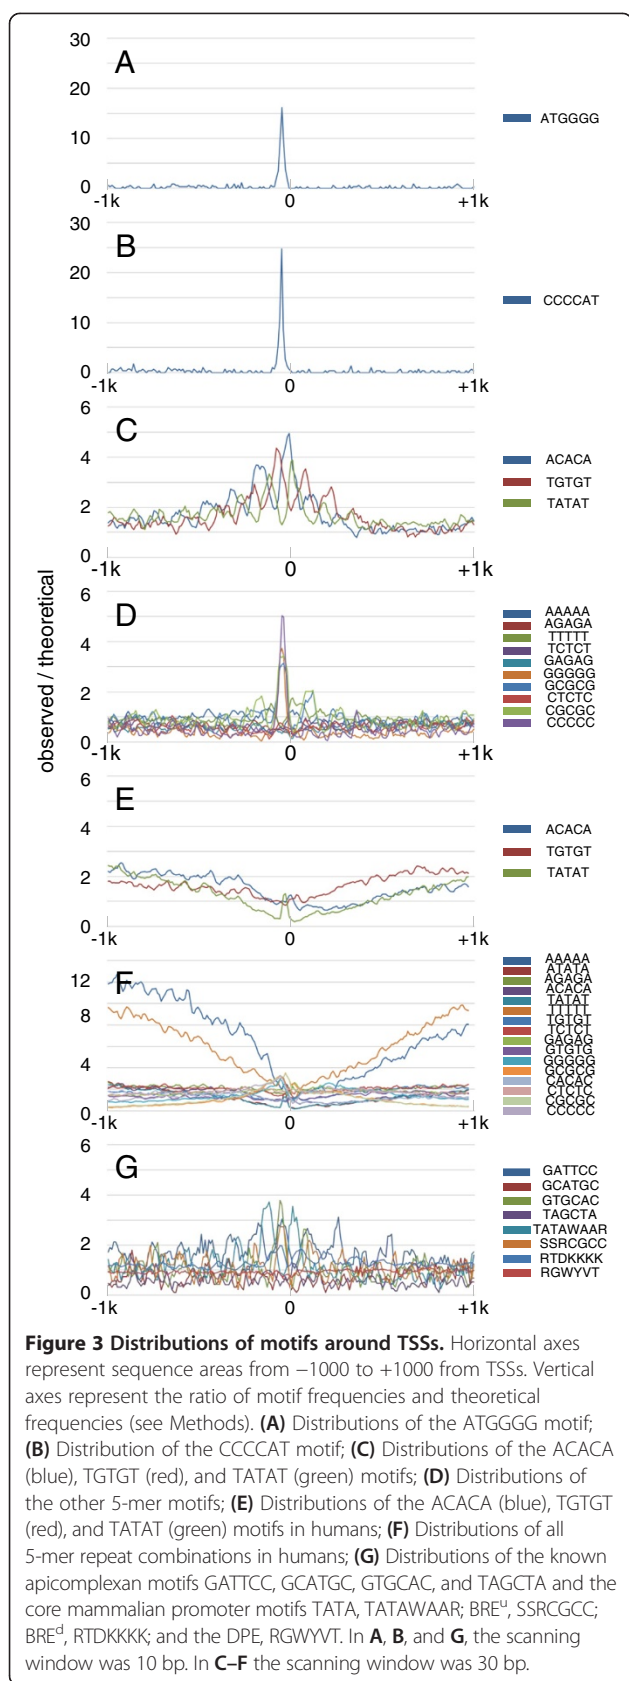 A
30
20
10
0
-1k
0
+1k
ATGGGG
B
30
20
10
0
-1k
0
+1k
CCCCAT
C
6
4
2
0
-1k
0
+1k
ACACA
TGTGT
TATAT
observed / theoretical
D
6
4
2
0
-1k
0
+1k
AAAAA
AGAGA
TTTTT
TCTCT
GAGAG
GGGGG
GCGCG
CTCTC
CGCGC
CCCCC
E
6
4
2
0
-1k
0
+1k
ACACA
TGTGT
TATAT
F
12
8
4
0
-1k
0
+1k
AAAAA
ATATA
AGAGA
ACACA
TATAT
TTTTT
TGTGT
TCTCT
GAGAG
GTGTG
GGGGG
GCGCG
CACAC
CTCTC
CGCGC
CCCCC
G
6
4
2
0
-1k
0
+1k
GATTCC
GCATGC
GTGCAC
TAGCTA
TATAWAAR
SSRCGCC
RTDKKKK
RGWYVT
Figure 3 Distributions of motifs around TSSs. Horizontal axes
represent sequence areas from −1000 to +1000 from TSSs. Vertical
axes represent the ratio of motif frequencies and theoretical
frequencies (see Methods). (A) Distributions of the ATGGGG motif;
(B) Distribution of the CCCCAT motif; (C) Distributions of the ACACA
(blue), TGTGT (red), and TATAT (green) motifs; (D) Distributions of
the other 5-mer motifs; (E) Distributions of the ACACA (blue), TGTGT
(red), and TATAT (green) motifs in humans; (F) Distributions of all
5-mer repeat combinations in humans; (G) Distributions of the known
apicomplexan motifs GATTCC, GCATGC, GTGCAC, and TAGCTA and the
core mammalian promoter motifs TATA, TATAWAAR; BREᵘ, SSRCGCC;
BREᵈ, RTDKKKK; and the DPE, RGWYVT. In A, B, and G, the scanning
window was 10 bp. In C–F the scanning window was 30 bp.